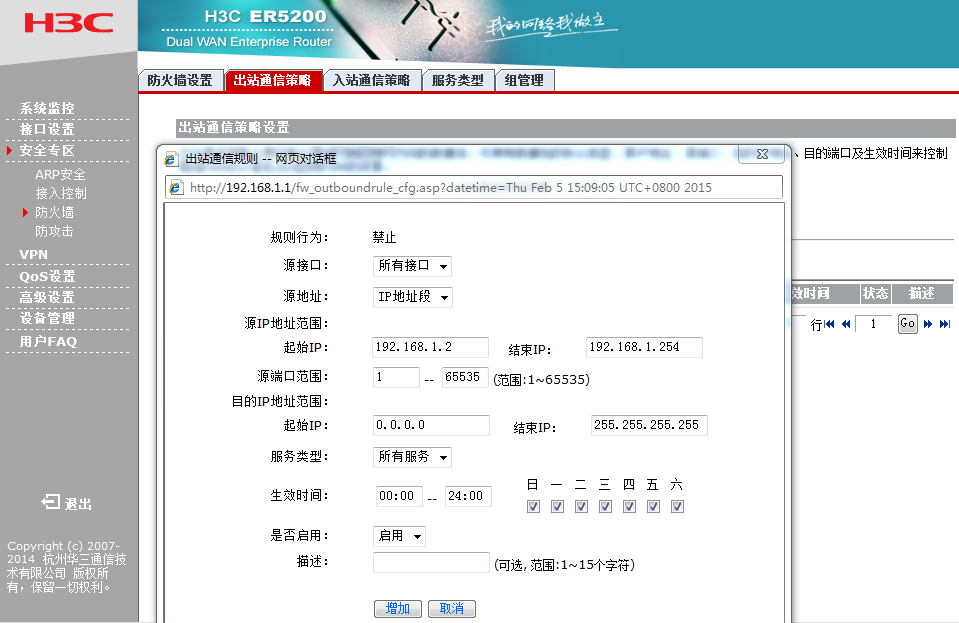 H3C
H3C ER5200
Dual WAN Enterprise Router
我的网络我做主
防火墙设置 出站通信策略 入站通信策略 服务类型 组管理
系统监控
接口设置
安全专区
ARP安全
接入控制
防火墙
防攻击
VPN
QoS设置
高级设置
设备管理
用户FAQ
退出
Copyright (c) 2007-
2014 杭州华三通信技
术有限公司 版权所
有，保留一切权利。
出站通信策略设置
、目的端口及生效时间来控制
效时间 状态 描述
行 1 Go
出站通信规则 -- 网页对话框
http://192.168.1.1/fw_outboundrule_cfg.asp?datetime=Thu Feb 5 15:09:05 UTC+0800 2015
规则行为： 禁止
源接口： 所有接口
源地址： IP地址段
源IP地址范围：
起始IP： 192.168.1.2 结束IP： 192.168.1.254
源端口范围： 1 -- 65535 (范围:1~65535)
目的IP地址范围：
起始IP： 0.0.0.0 结束IP： 255.255.255.255
服务类型： 所有服务
日 一 二 三 四 五 六
生效时间： 00:00 -- 24:00
是否启用： 启用
描述： (可选, 范围:1~15个字符)
增加 取消